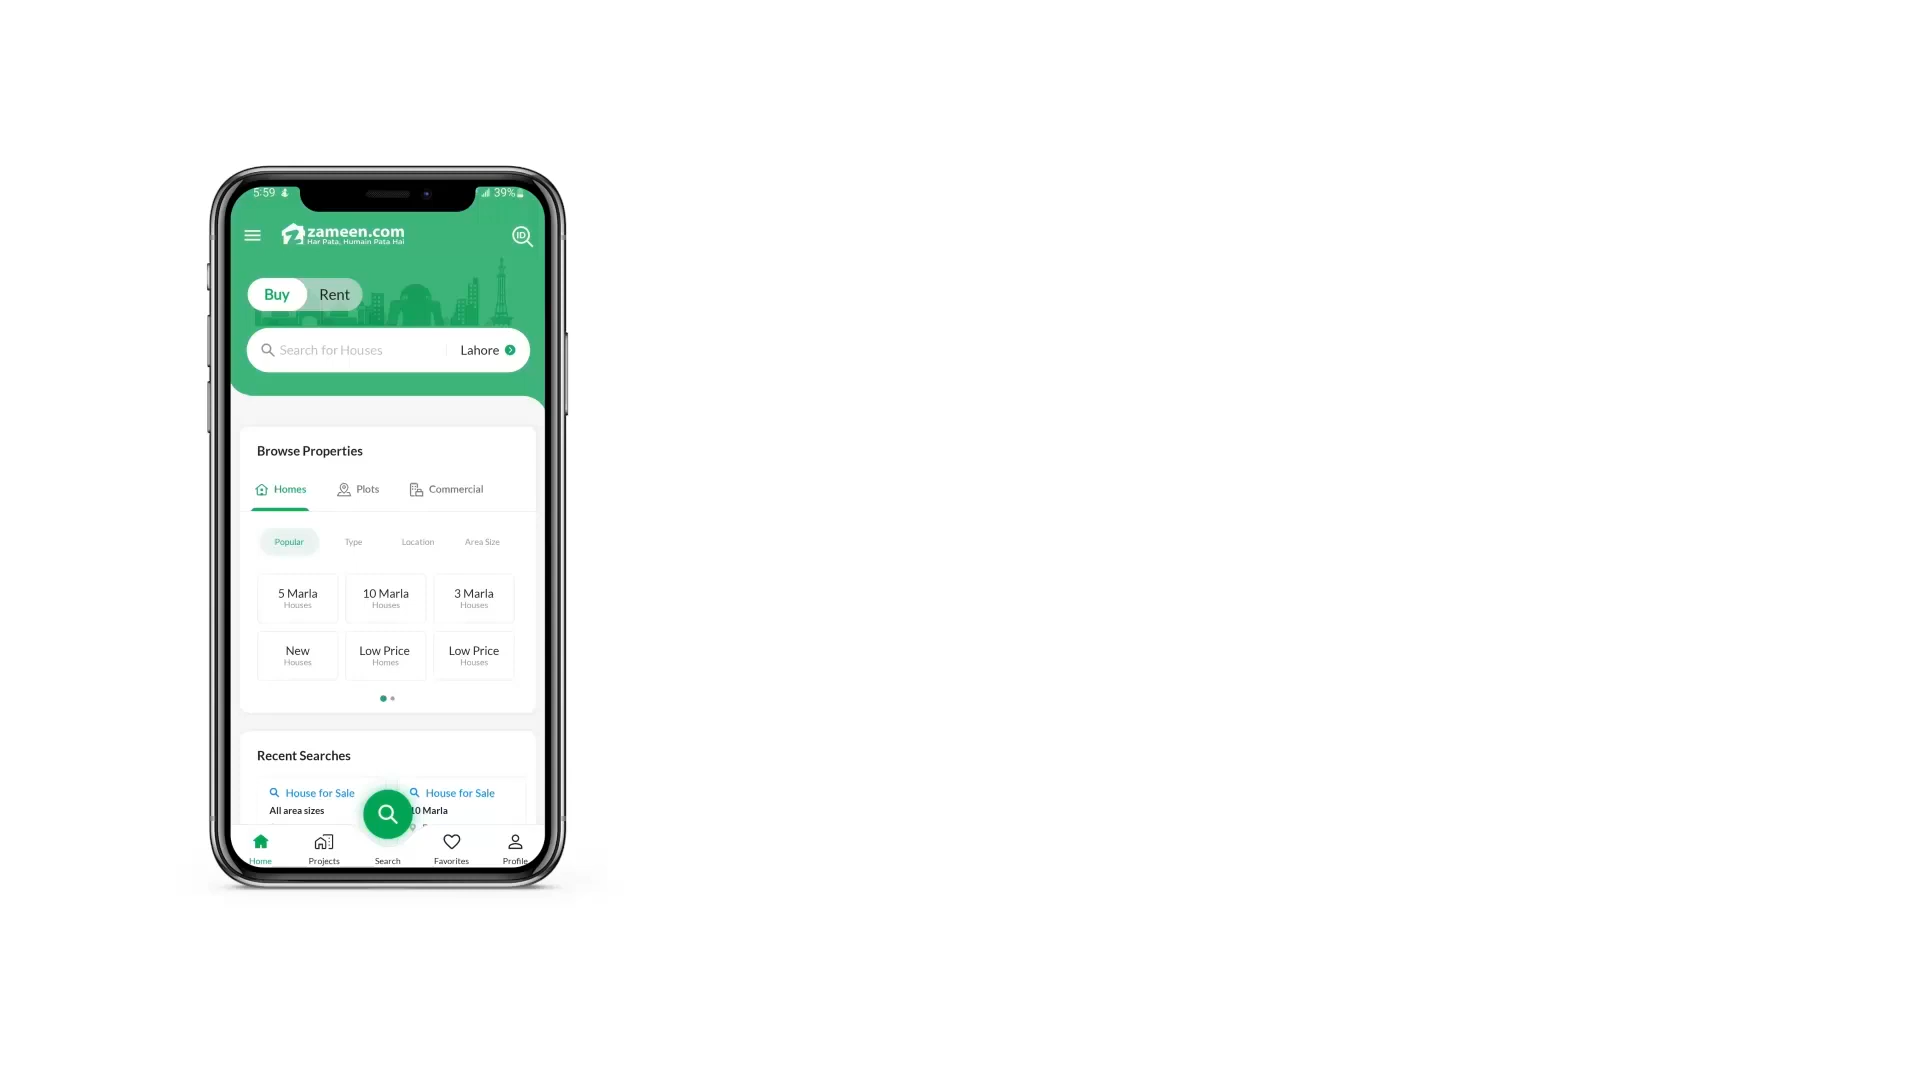 5:59
39%
zameen.com
Har Pata, Humain Pata Hai
ID
Buy Rent
Search for Houses Lahore
Browse Properties
Homes Plots Commercial
Popular Type Location Area Size
5 Marla 10 Marla 3 Marla
Houses Houses Houses
New Low Price Low Price
Houses Homes Houses
Recent Searches
House for Sale House for Sale
All area sizes 10 Marla
Home Projects Search Favorites Profile